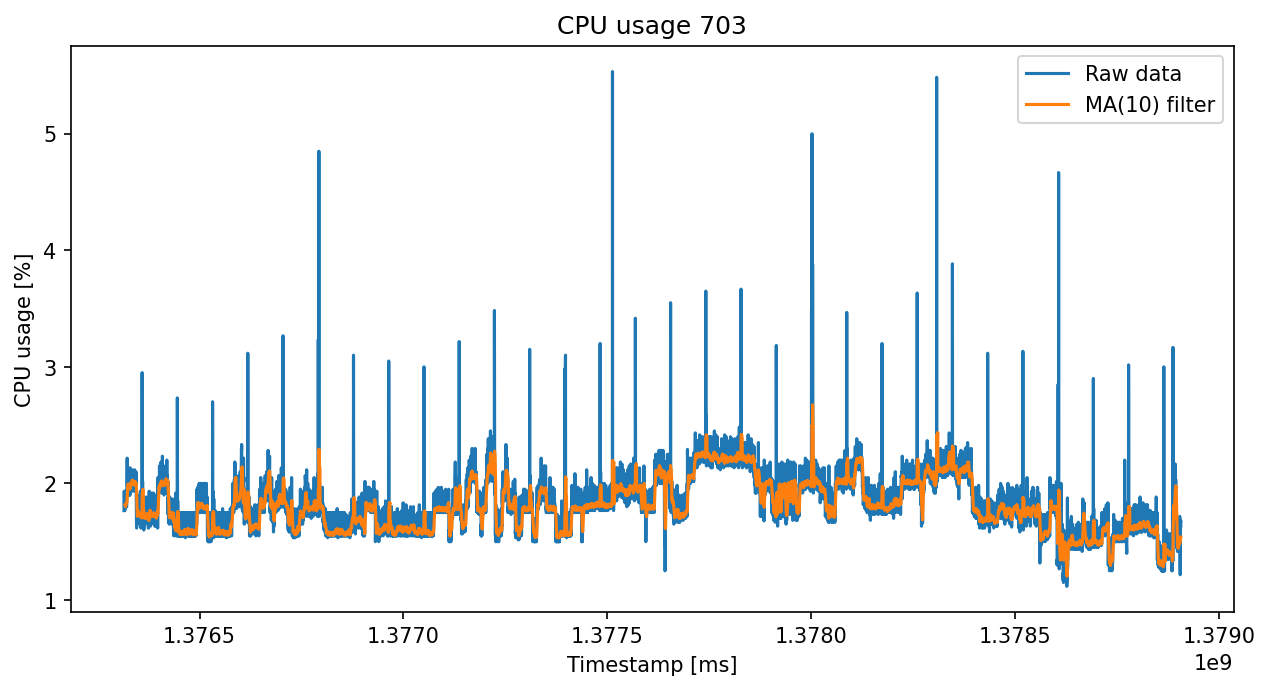 CPU usage 703
Raw data
MA(10) filter
CPU usage [%]
5
4
3
2
1
1.3765
1.3770
1.3775
1.3780
1.3785
1.3790
1e9
Timestamp [ms]